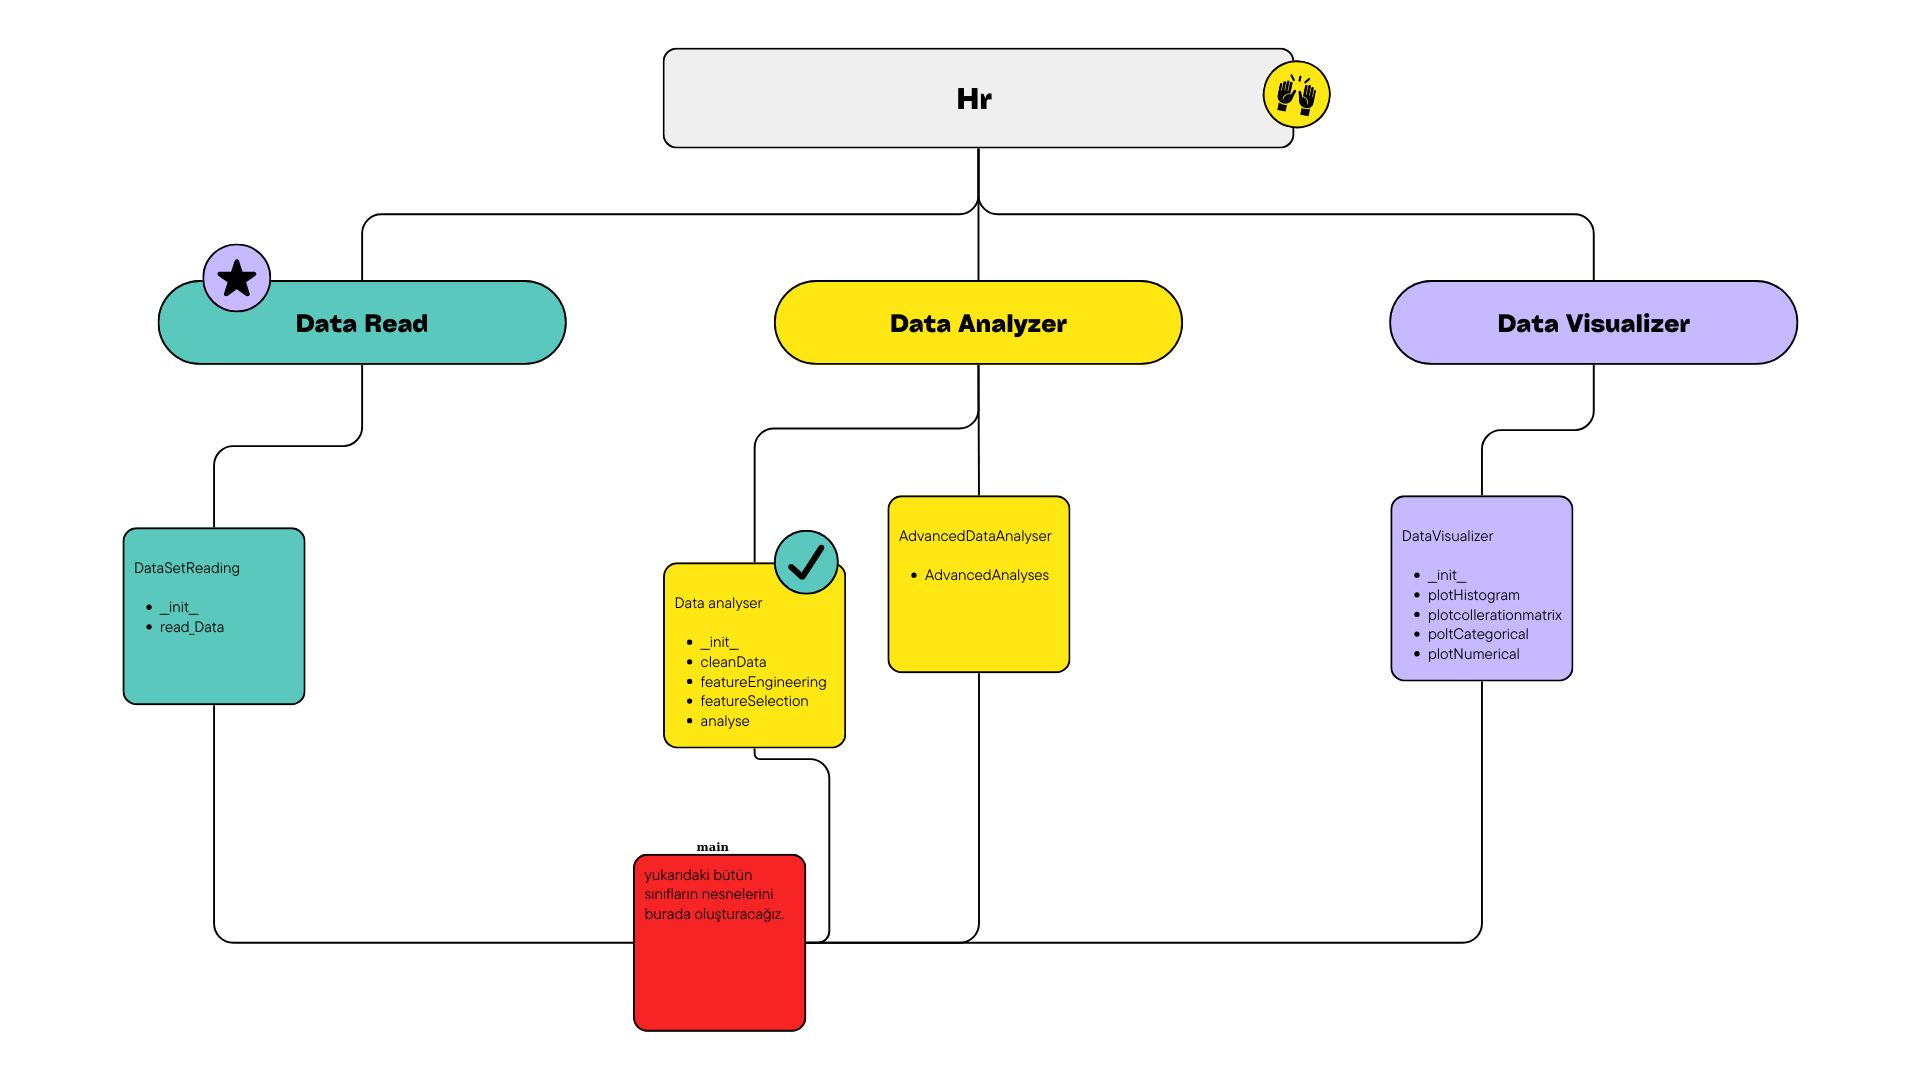 Hr
Data Read
Data Analyzer
Data Visualizer
DataSetReading
_init_
read_Data
Data analyser
_init_
cleanData
featureEngineering
featureSelection
analyse
AdvancedDataAnalyser
AdvancedAnalyses
DataVisualizer
_init_
plotHistogram
plotcollerationmatrix
poltCategorical
plotNumerical
main
yukarıdaki bütün
sınıfların nesnelerini
burada oluşturacağız.